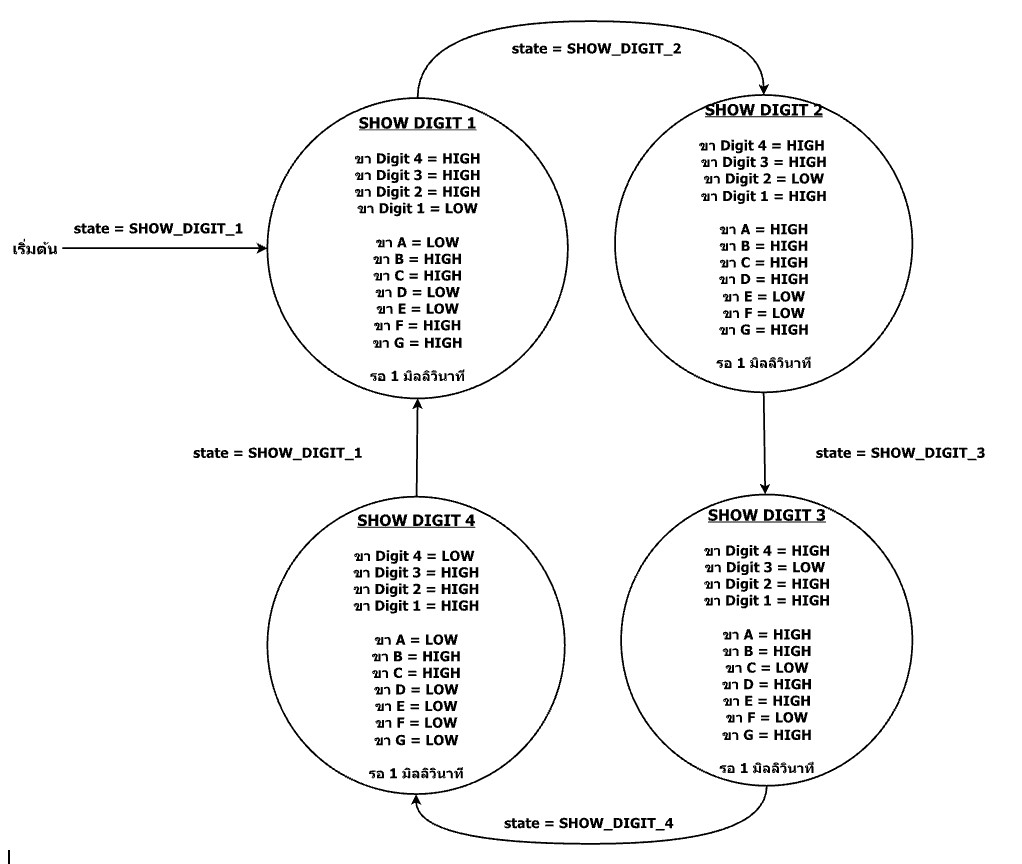 state = SHOW_DIGIT_2
SHOW DIGIT 1
ขา Digit 4 = HIGH
ขา Digit 3 = HIGH
ขา Digit 2 = HIGH
ขา Digit 1 = LOW
ขา A = LOW
ขา B = HIGH
ขา C = HIGH
ขา D = LOW
ขา E = LOW
ขา F = HIGH
ขา G = HIGH
รอ 1 มิลลิวินาที
SHOW DIGIT 2
ขา Digit 4 = HIGH
ขา Digit 3 = HIGH
ขา Digit 2 = LOW
ขา Digit 1 = HIGH
ขา A = HIGH
ขา B = HIGH
ขา C = HIGH
ขา D = HIGH
ขา E = LOW
ขา F = LOW
ขา G = HIGH
รอ 1 มิลลิวินาที
state = SHOW_DIGIT_1
เริ่มต้น
state = SHOW_DIGIT_1
state = SHOW_DIGIT_3
SHOW DIGIT 4
ขา Digit 4 = LOW
ขา Digit 3 = HIGH
ขา Digit 2 = HIGH
ขา Digit 1 = HIGH
ขา A = LOW
ขา B = HIGH
ขา C = HIGH
ขา D = LOW
ขา E = LOW
ขา F = LOW
ขา G = LOW
รอ 1 มิลลิวินาที
SHOW DIGIT 3
ขา Digit 4 = HIGH
ขา Digit 3 = LOW
ขา Digit 2 = HIGH
ขา Digit 1 = HIGH
ขา A = HIGH
ขา B = HIGH
ขา C = LOW
ขา D = HIGH
ขา E = HIGH
ขา F = LOW
ขา G = HIGH
รอ 1 มิลลิวินาที
state = SHOW_DIGIT_4